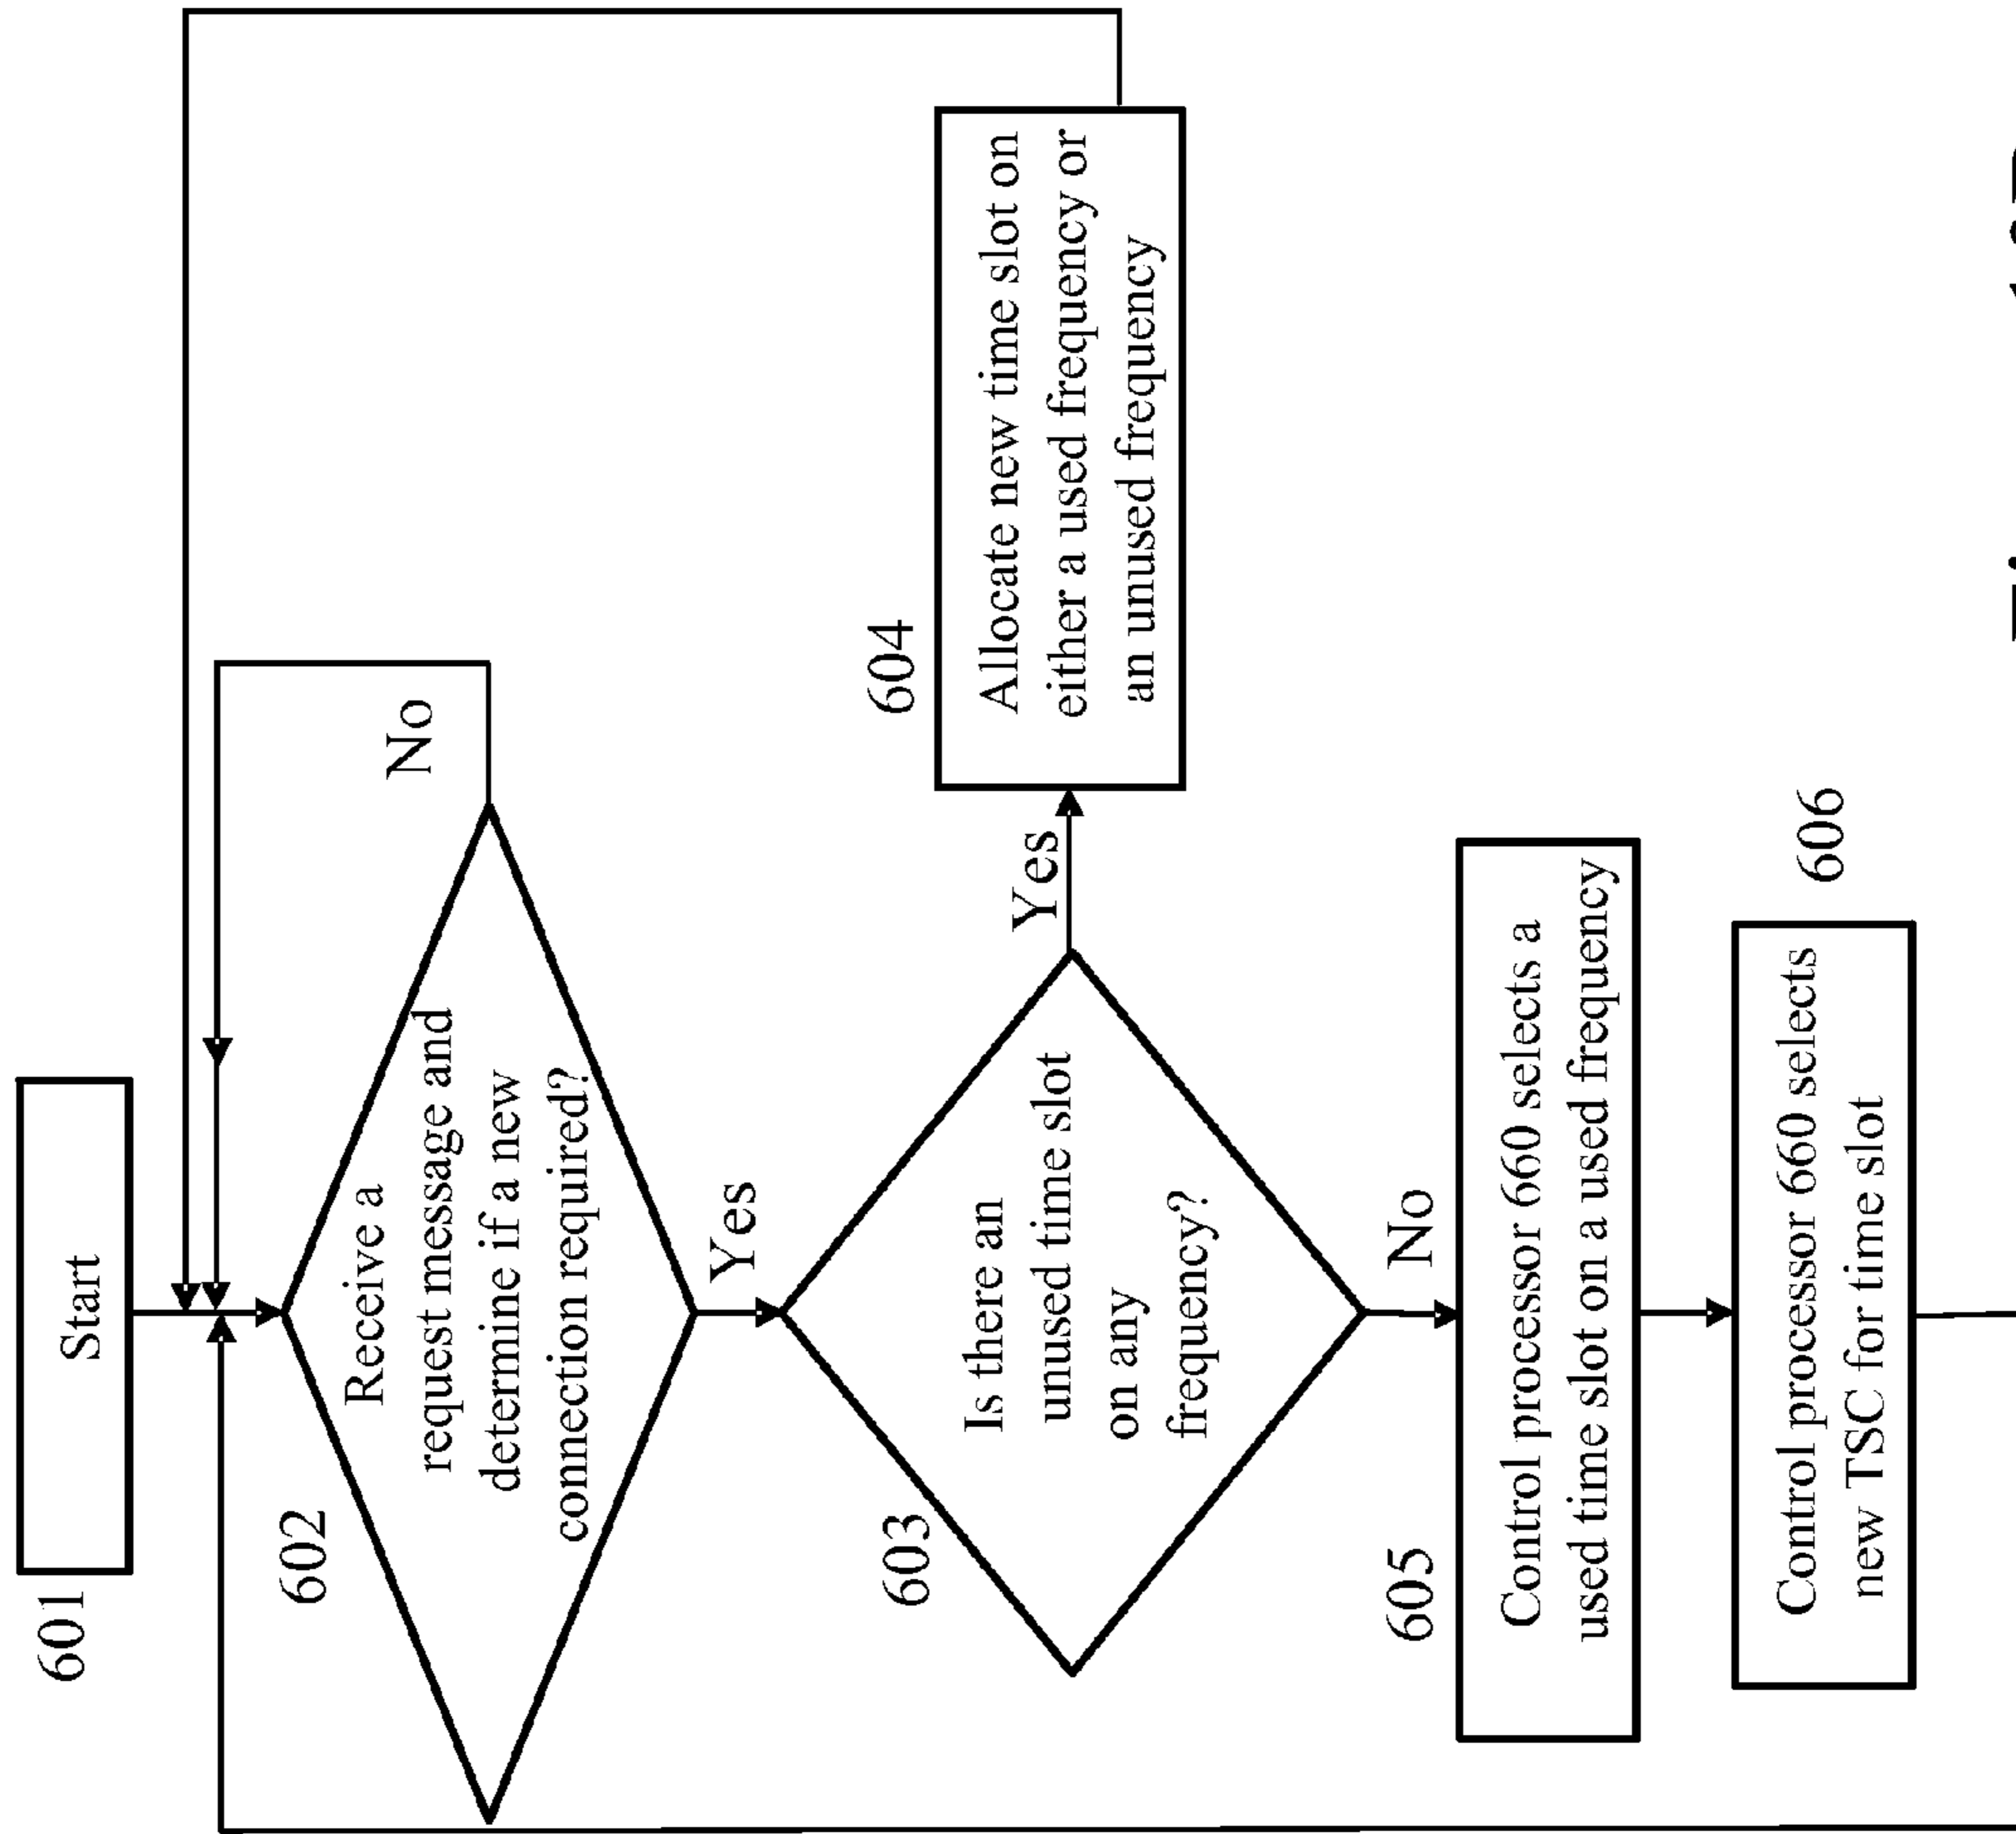 601
Start
602
Receive a
request message and
determine if a new
connection required?
No
Yes
603
Is there an
unused time slot
on any
frequency?
Yes
604
Allocate new time slot on
either a used frequency or
an unused frequency
No
605
Control processor 660 selects a
used time slot on a used frequency
606
Control processor 660 selects
new TSC for time slot